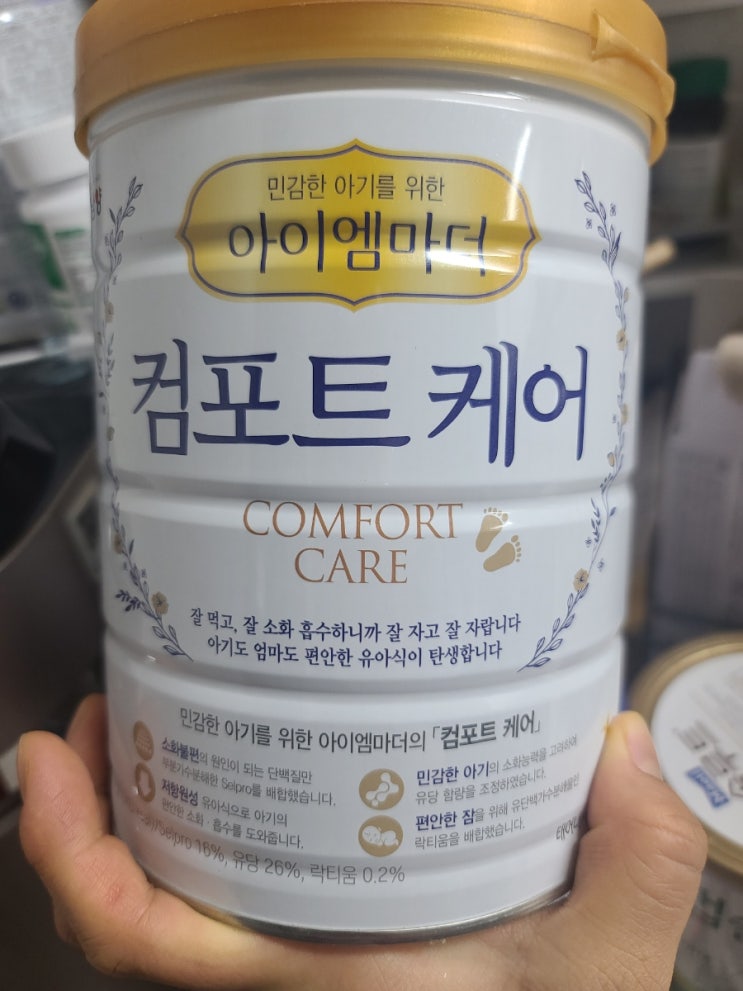 민감한 아기를 위한
아이엠마더
컴포트 케어
COMFORT
CARE
잘 먹고, 잘 소화 흡수하니까 잘 자고 잘 자랍니다
아기도 엄마도 편안한 유아식이 탄생합니다
민감한 아기를 위한 아이엠마더의 「컴포트 케어」
소화불편의 원인이 되는 단백질만
부분가수분해한 Selpro를 배합했습니다.
저항원성 유아식으로 아기의
편안한 소화·흡수를 도와줍니다.
민감한 아기의 소화능력을 고려하여
유당 함량을 조정하였습니다.
편안한 잠을 위해 유단백가수분해물인
락티움을 배합했습니다.
Selpro 16%, 유당 26%, 락티움 0.2%